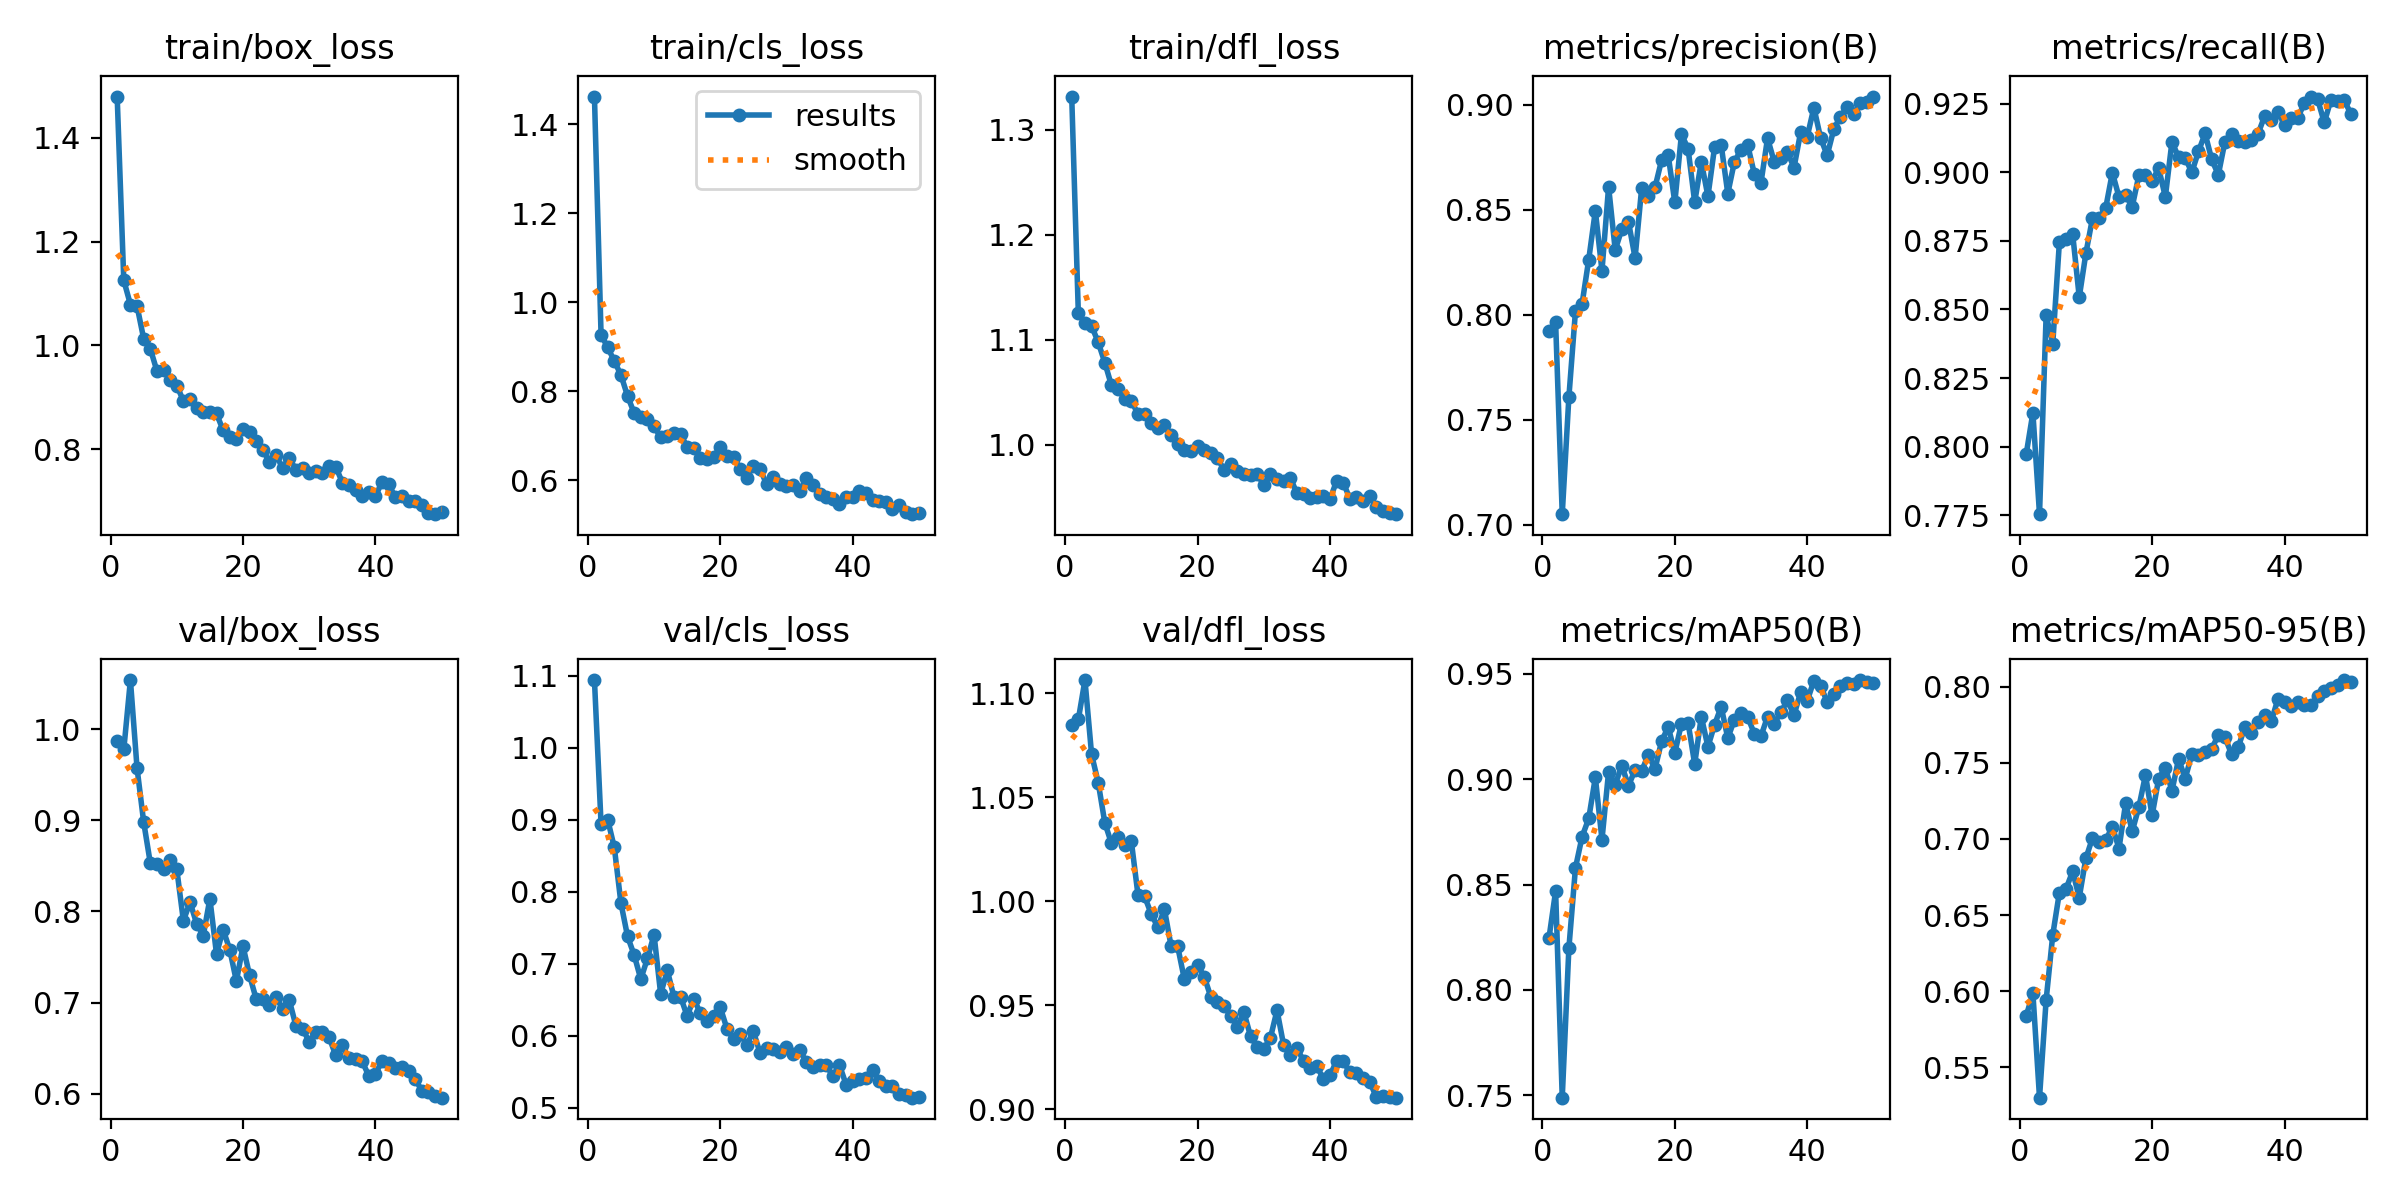 train/box_loss
1.4
1.2
1.0
0.8
0 20 40
train/cls_loss
results
smooth
1.4
1.2
1.0
0.8
0.6
0 20 40
train/dfl_loss
1.3
1.2
1.1
1.0
0 20 40
metrics/precision(B)
0.90
0.85
0.80
0.75
0.70
0 20 40
metrics/recall(B)
0.925
0.900
0.875
0.850
0.825
0.800
0.775
0 20 40
val/box_loss
1.0
0.9
0.8
0.7
0.6
0 20 40
val/cls_loss
1.1
1.0
0.9
0.8
0.7
0.6
0.5
0 20 40
val/dfl_loss
1.10
1.05
1.00
0.95
0.90
0 20 40
metrics/mAP50(B)
0.95
0.90
0.85
0.80
0.75
0 20 40
metrics/mAP50-95(B)
0.80
0.75
0.70
0.65
0.60
0.55
0 20 40